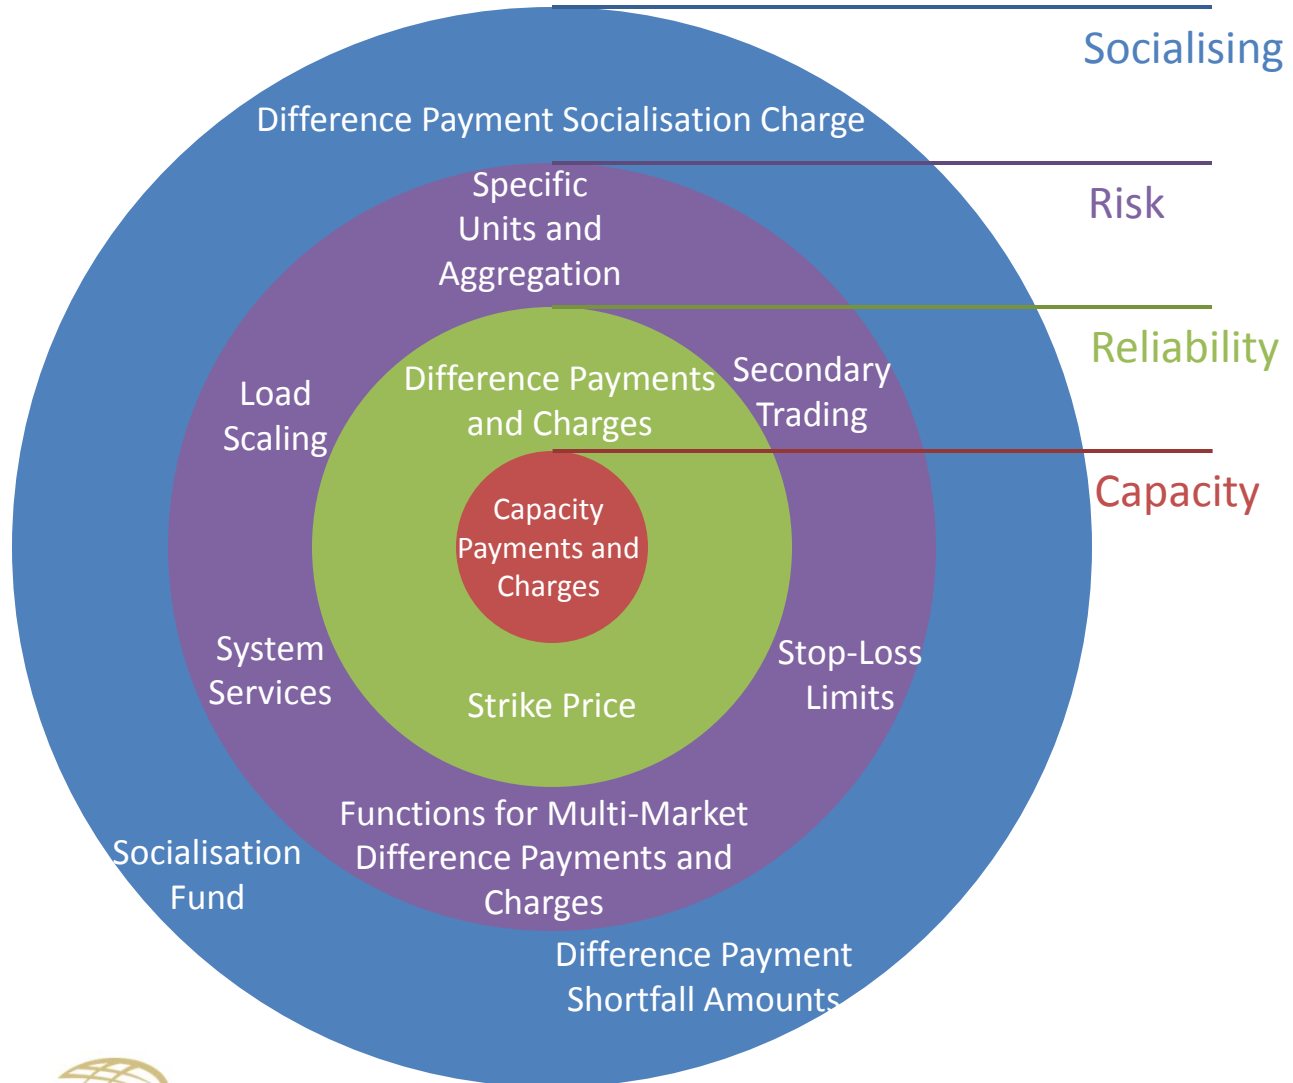 Socialising
Difference Payment Socialisation Charge
Specific
Units and
Aggregation
Risk
Reliability
Difference Payments
and Charges
Secondary
Trading
Load
Scaling
Capacity
Capacity
Payments and
Charges
System
Services
Stop-Loss
Limits
Strike Price
Functions for Multi-Market
Difference Payments and
Charges
Socialisation
Fund
Difference Payment
Shortfall Amounts